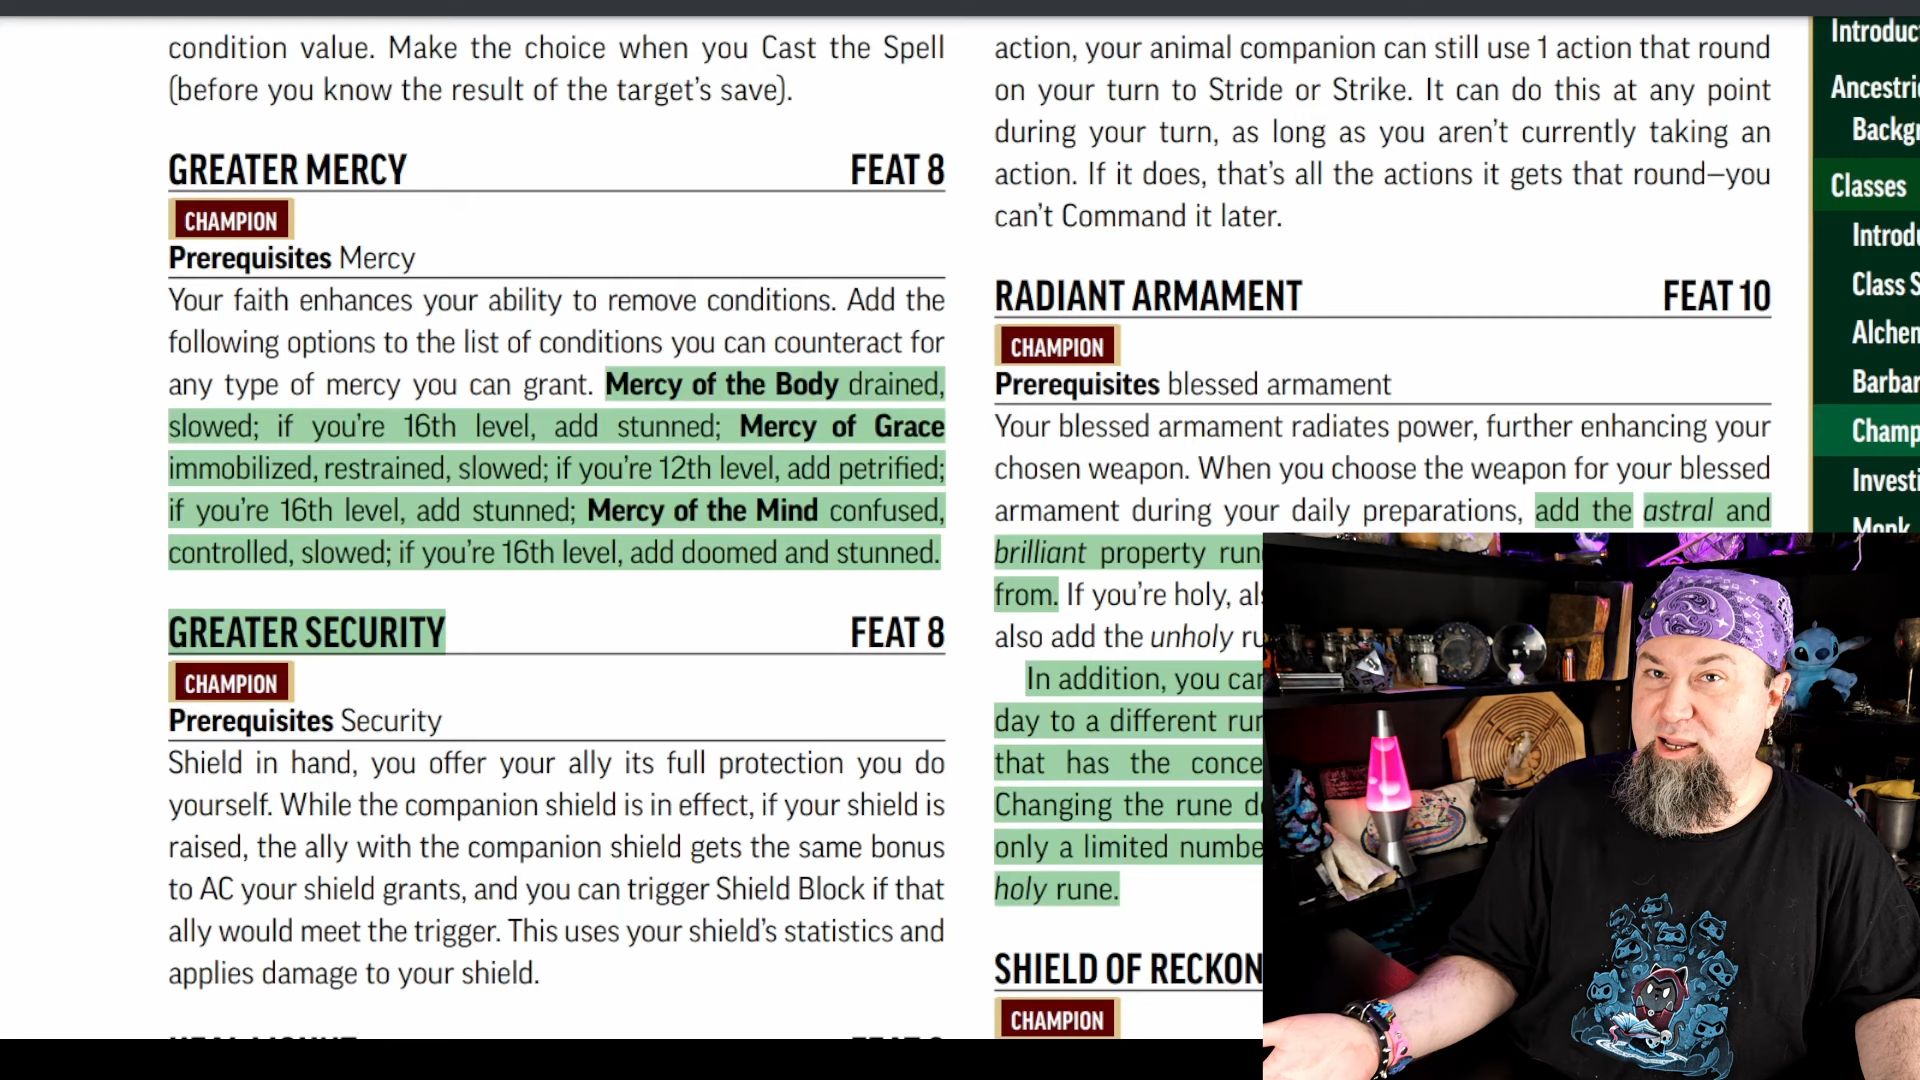 condition value. Make the choice when you Cast the Spell
(before you know the result of the target's save).
GREATER MERCY FEAT 8
CHAMPION
Prerequisites Mercy
Your faith enhances your ability to remove conditions. Add the
following options to the list of conditions you can counteract for
any type of mercy you can grant. Mercy of the Body drained,
slowed; if you're 16th level, add stunned; Mercy of Grace
immobilized, restrained, slowed; if you're 12th level, add petrified;
if you're 16th level, add stunned; Mercy of the Mind confused,
controlled, slowed; if you're 16th level, add doomed and stunned.
GREATER SECURITY FEAT 8
CHAMPION
Prerequisites Security
Shield in hand, you offer your ally its full protection you do
yourself. While the companion shield is in effect, if your shield is
raised, the ally with the companion shield gets the same bonus
to AC your shield grants, and you can trigger Shield Block if that
ally would meet the trigger. This uses your shield's statistics and
applies damage to your shield.
action, your animal companion can still use 1 action that round
on your turn to Stride or Strike. It can do this at any point
during your turn, as long as you aren't currently taking an
action. If it does, that's all the actions it gets that round—you
can't Command it later.
RADIANT ARMAMENT FEAT 10
CHAMPION
Prerequisites blessed armament
Your blessed armament radiates power, further enhancing your
chosen weapon. When you choose the weapon for your blessed
armament during your daily preparations, add the astral and
brilliant property run
from. If you're holy, al
also add the unholy ru
In addition, you can
day to a different run
that has the conce
Changing the rune d
only a limited numbe
holy rune.
SHIELD OF RECKON
CHAMPION
Introduc
Ancestri
Backgr
Classes
Introdu
Class S
Alchem
Barbar
Champ
Investi
Monk